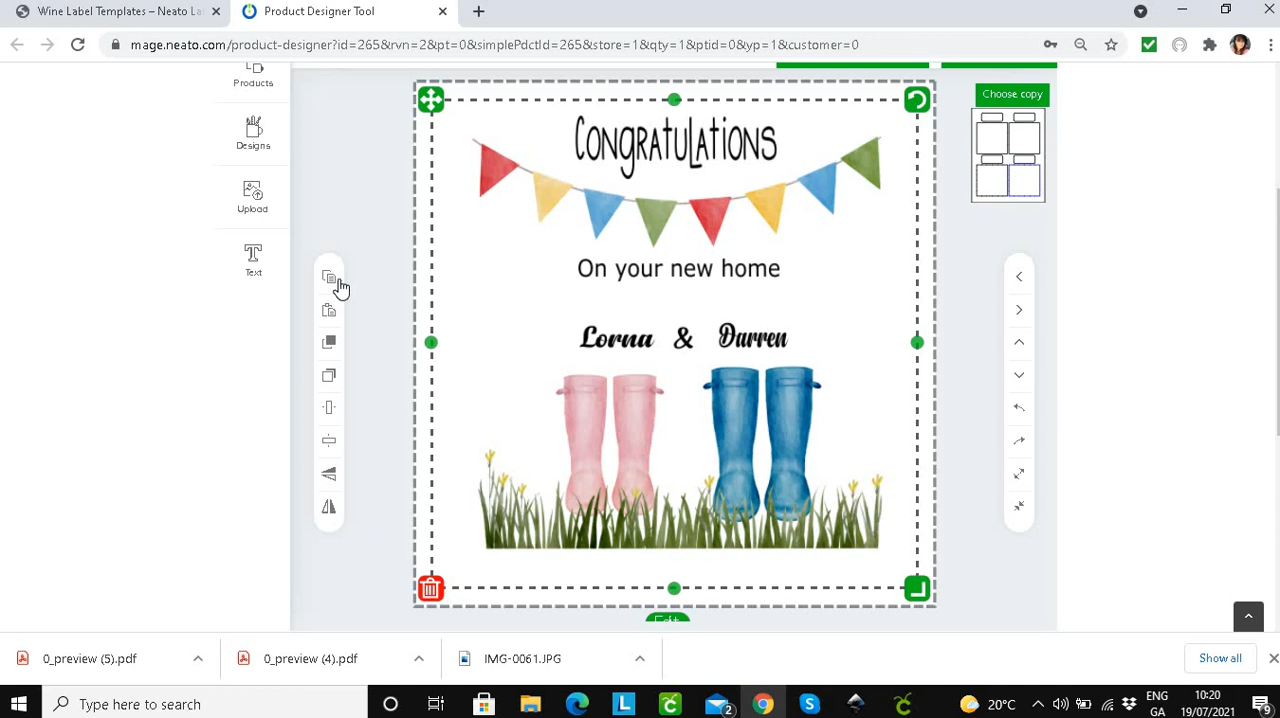 Wine Label Templates – Neato La
Product Designer Tool
mage.neato.com/product-designer?id=265&rvn=2&pt=0&simplePdctId=265&store=1&qty=1&ptid=0&yp=1&customer=0
Products
Designs
Upload
Text
Choose copy
CONGRATULATIONS
On your new home
Lorna & Darren
Edit
0_preview (5).pdf
0_preview (4).pdf
IMG-0061.JPG
Show all
Type here to search
L
2
20°C
ENG
GA
10:20
19/07/2021
9